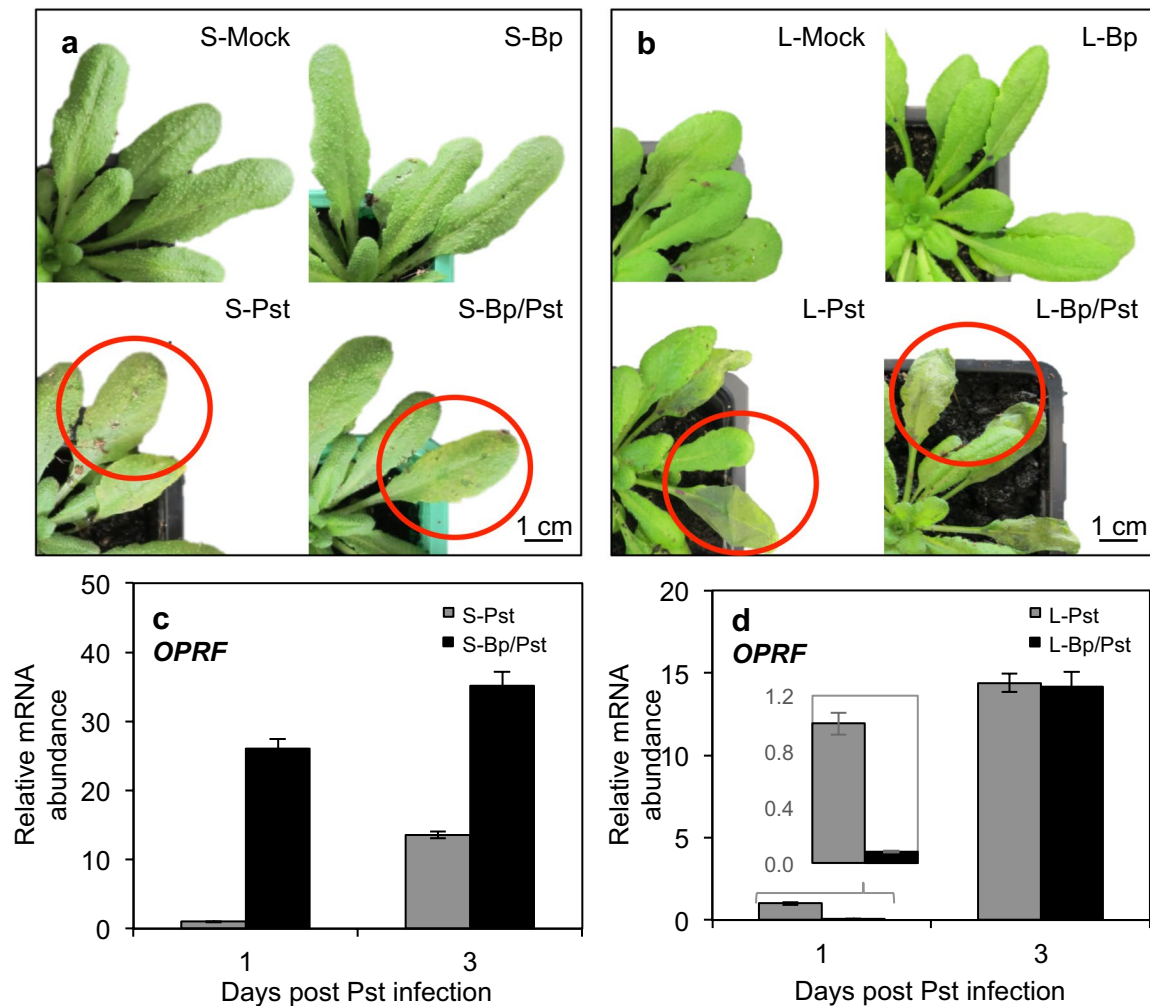 a
S-Mock
S-Bp
S-Pst
S-Bp/Pst
1 cm
b
L-Mock
L-Bp
L-Pst
L-Bp/Pst
1 cm
c
OPRF
S-Pst
S-Bp/Pst
Relative mRNA
abundance
50
40
30
20
10
0
1
3
Days post Pst infection
d
OPRF
L-Pst
L-Bp/Pst
Relative mRNA
abundance
20
15
10
5
0
1.2
0.8
0.4
0.0
1
3
Days post Pst infection